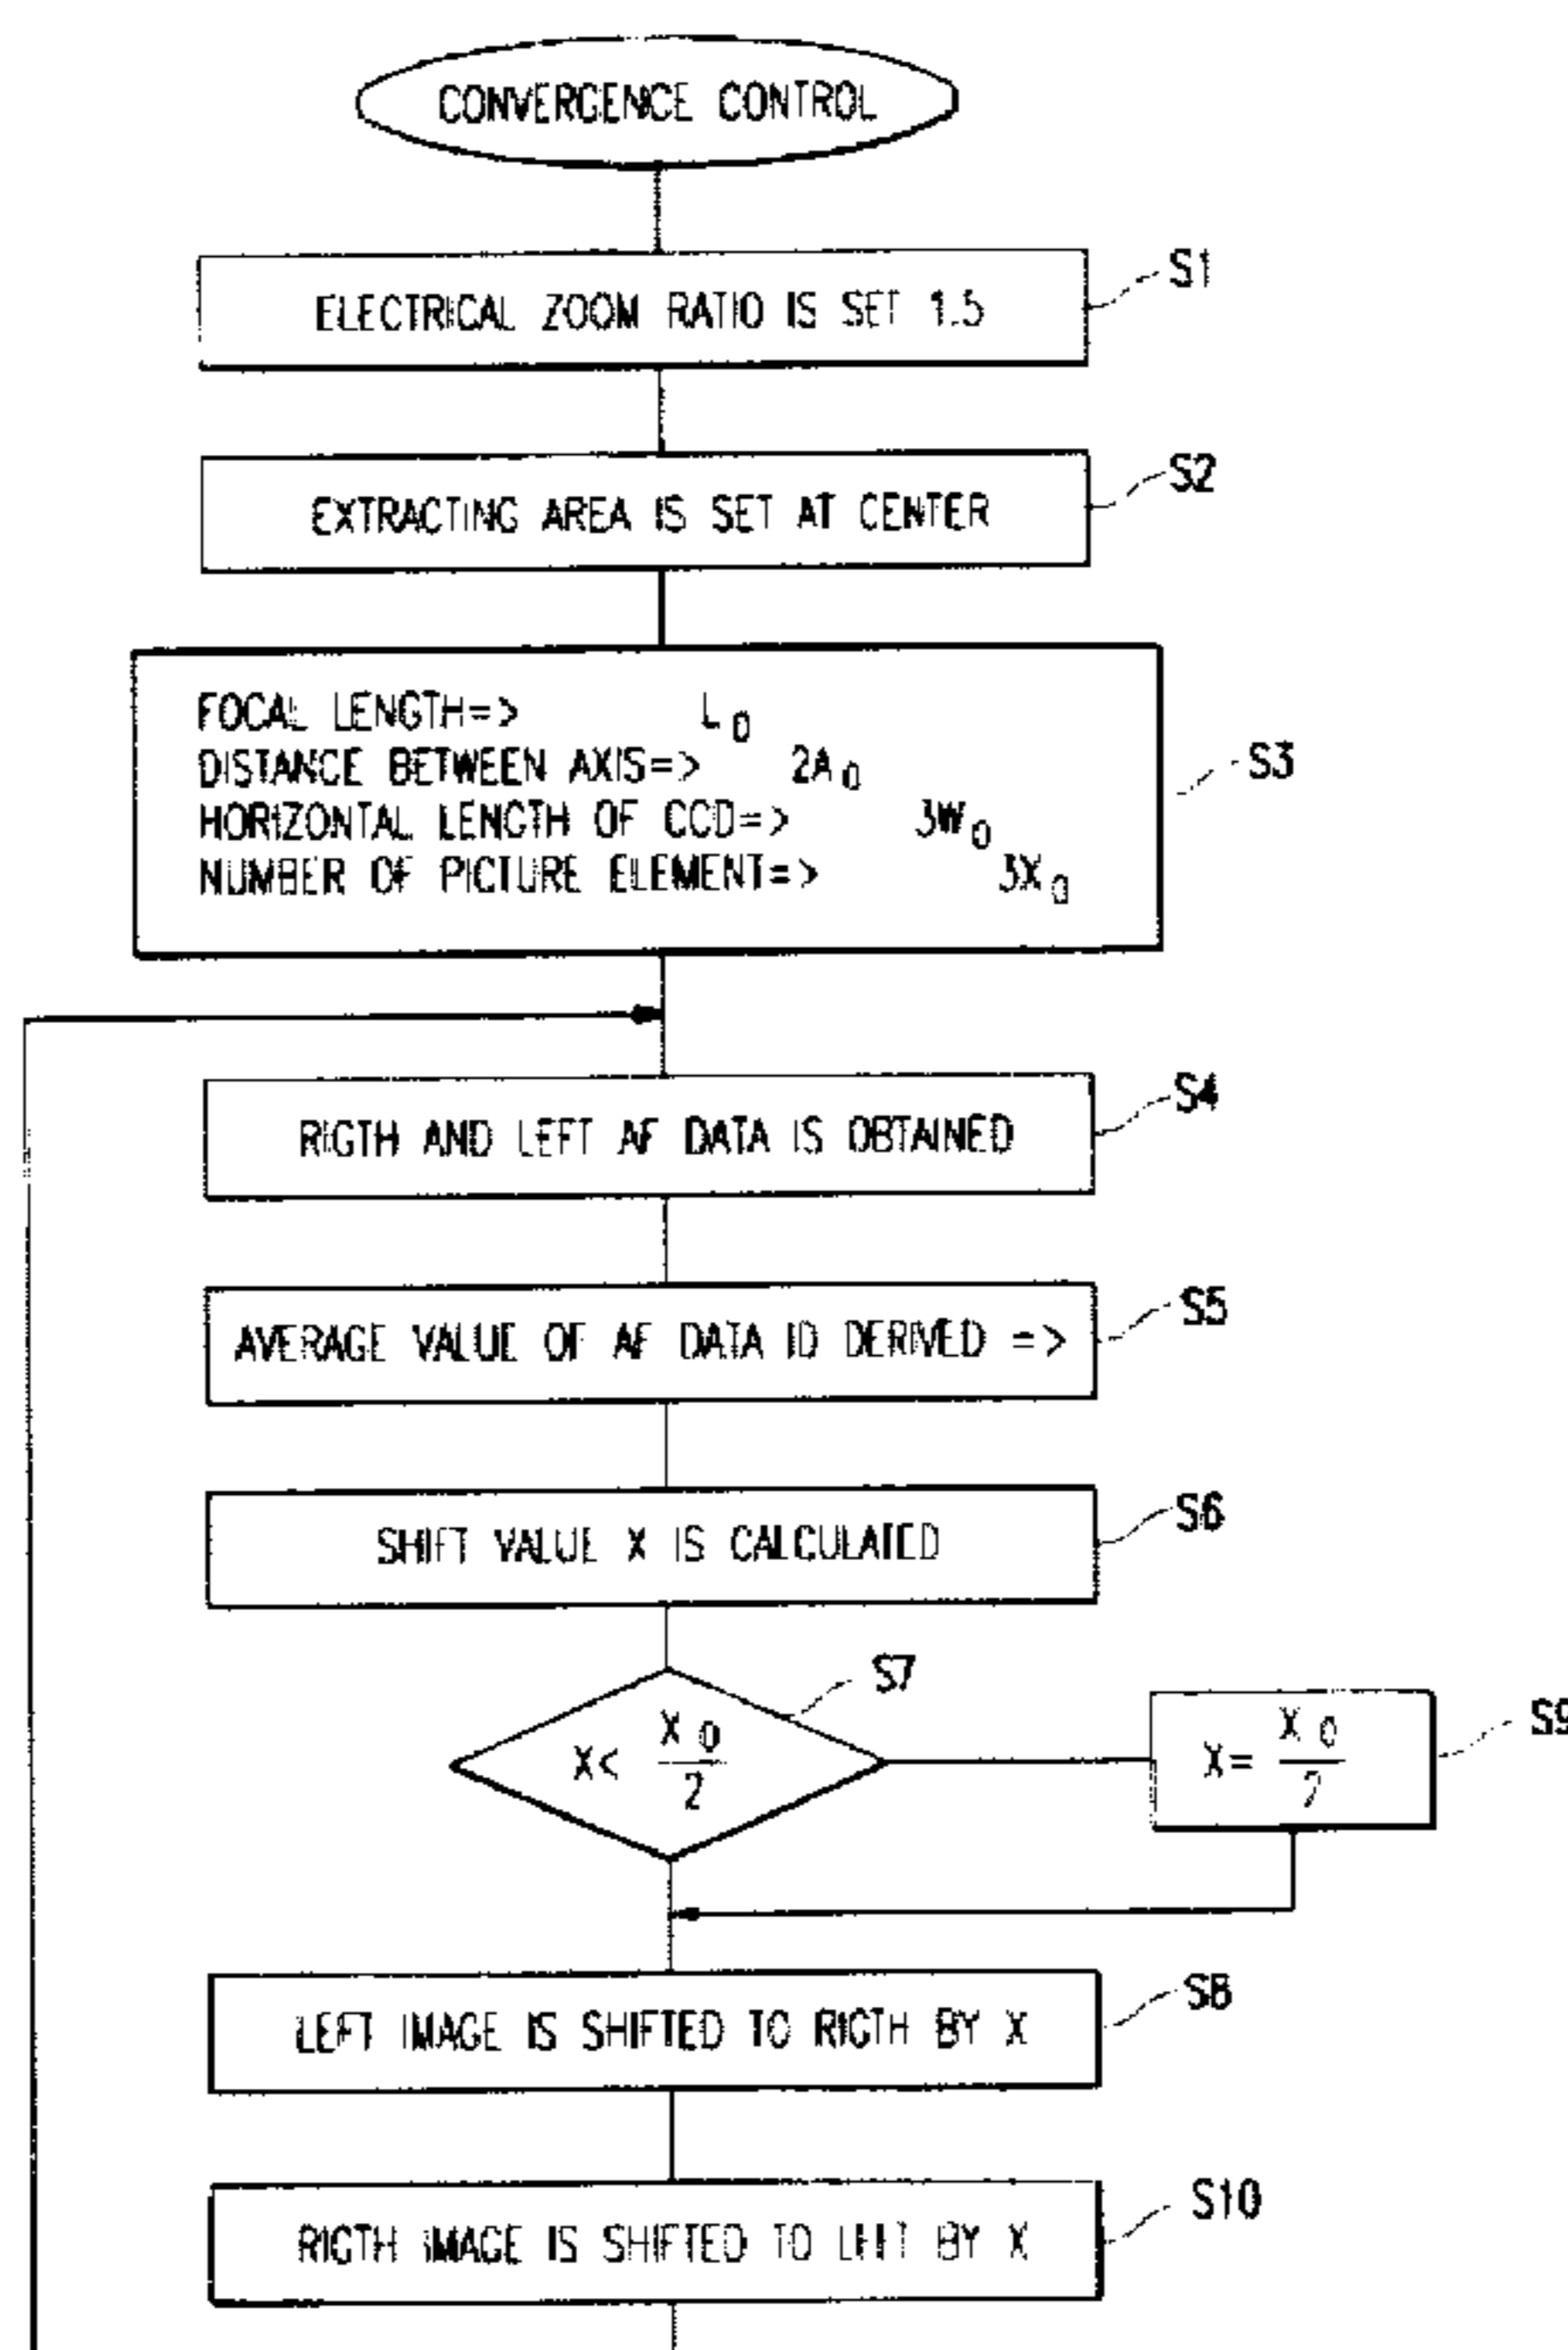 CONVERGENCE CONTROL
S1
ELECTRICAL ZOOM RATIO IS SET 1.5
S2
EXTRACTING AREA IS SET AT CENTER
S3
FOCAL LENGTH=> L0
DISTANCE BETWEEN AXIS=> 2A0
HORIZONTAL LENGTH OF CCD=> 3W0
NUMBER OF PICTURE ELEMENT=> 3X0
S4
RIGTH AND LEFT AF DATA IS OBTAINED
S5
AVERAGE VALUE OF AF DATA ID DERIVED =>
S6
SHIFT VALUE X IS CALCULATED
S7
X< X0/2
S9
X= X0/2
S8
LEFT IMAGE IS SHIFTED TO RIGTH BY X
S10
RIGTH IMAGE IS SHIFTED TO LEFT BY X